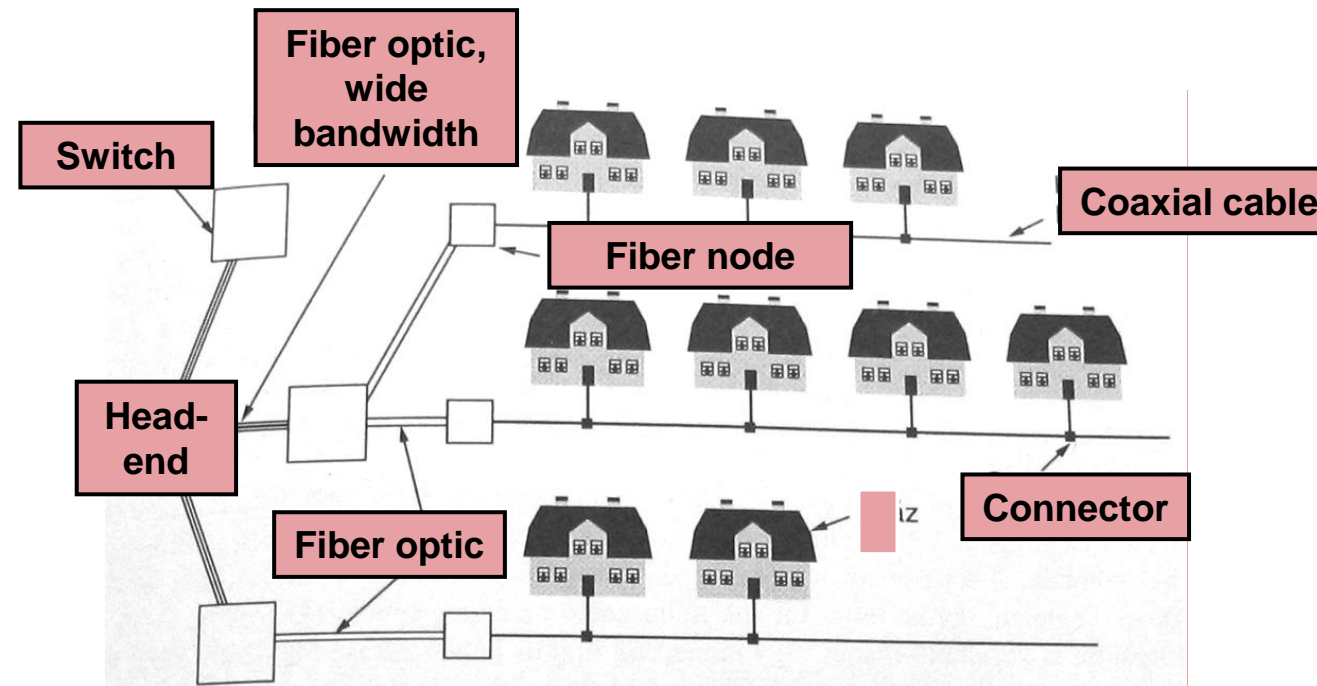 Fiber optic,
wide
bandwidth
Switch
Coaxial cable
Fiber node
Head-
end
Connector
Fiber optic